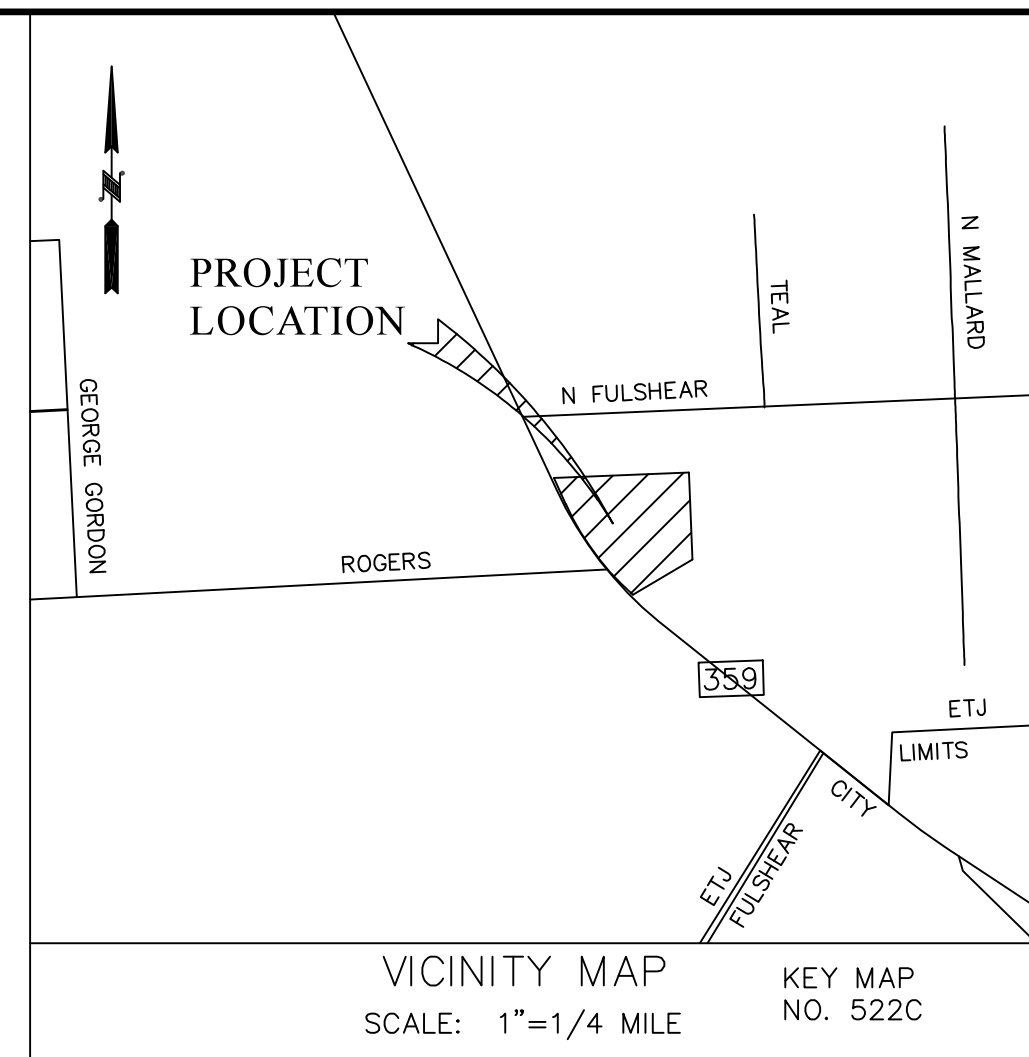 PROJECT
LOCATION
N FULSHEAR
TEAL
N MALLARD
GEORGE GORDON
ROGERS
359
ETJ
LIMITS
CITY
ETJ
FULSHEAR
VICINITY MAP
SCALE: 1"=1/4 MILE
KEY MAP
NO. 522C
N